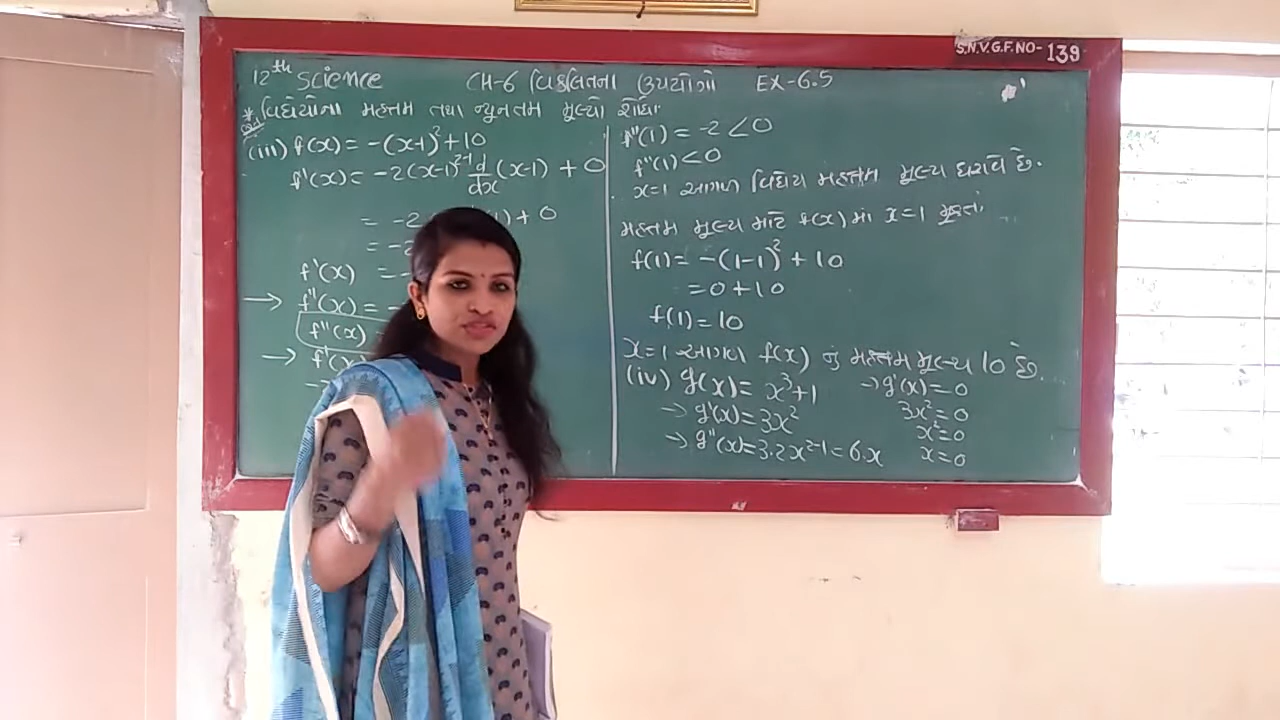 S.N.V.G.F.NO- 139
12th Science CH-6 વિકલિતના ઉપયોગો EX-6.5
* વિધેયોના મહત્તમ તથા ન્યૂનતમ મૂલ્યો શોધો:
(iii) f(x) = -(x-1)² + 10
f'(x) = -2(x-1)²⁻¹ d/dx (x-1) + 0
= -2 1) + 0
= -2
f'(x) = -
→ f''(x) = -
f''(x) =
→ f'(x)
f''(1) = -2 < 0
f''(1) < 0
x=1 આગળ વિધેય મહત્તમ મૂલ્ય ધરાવે છે.
મહત્તમ મૂલ્ય માટે f(x) માં x=1 મૂકતાં
f(1) = -(1-1)² + 10
= 0 + 10
f(1) = 10
x=1 આગળ f(x) નું મહત્તમ મૂલ્ય 10 છે.
(iv) g(x) = x³+1 → g'(x) = 0
→ g'(x) = 3x² 3x² = 0
x² = 0
→ g''(x) = 3.2x²⁻¹ = 6.x x = 0